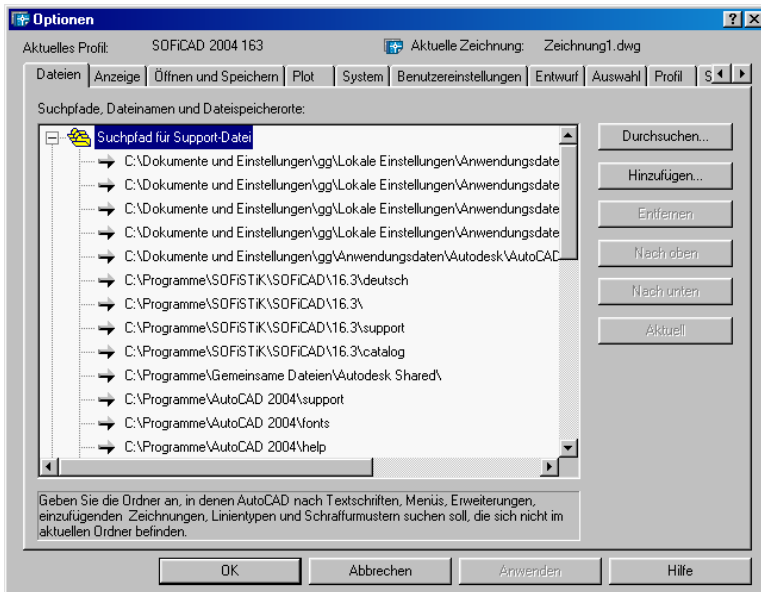 Optionen
Aktuelles Profil: SOFiCAD 2004 163 Aktuelle Zeichnung: Zeichnung1.dwg
Dateien Anzeige Öffnen und Speichern Plot System Benutzereinstellungen Entwurf Auswahl Profil S
Suchpfade, Dateinamen und Dateispeicherorte:
Suchpfad für Support-Datei
C:\Dokumente und Einstellungen\gg\Lokale Einstellungen\Anwendungsdate
C:\Dokumente und Einstellungen\gg\Lokale Einstellungen\Anwendungsdate
C:\Dokumente und Einstellungen\gg\Lokale Einstellungen\Anwendungsdate
C:\Dokumente und Einstellungen\gg\Lokale Einstellungen\Anwendungsdate
C:\Dokumente und Einstellungen\gg\Anwendungsdaten\Autodesk\AutoCAD
C:\Programme\SOFiSTiK\SOFiCAD\16.3\deutsch
C:\Programme\SOFiSTiK\SOFiCAD\16.3\
C:\Programme\SOFiSTiK\SOFiCAD\16.3\support
C:\Programme\SOFiSTiK\SOFiCAD\16.3\catalog
C:\Programme\Gemeinsame Dateien\Autodesk Shared\
C:\Programme\AutoCAD 2004\support
C:\Programme\AutoCAD 2004\fonts
C:\Programme\AutoCAD 2004\help
Durchsuchen...
Hinzufügen...
Entfernen
Nach oben
Nach unten
Aktuell
Geben Sie die Ordner an, in denen AutoCAD nach Textschriften, Menüs, Erweiterungen,
einzufügenden Zeichnungen, Linientypen und Schraffurmustern suchen soll, die sich nicht im
aktuellen Ordner befinden.
OK Abbrechen Anwenden Hilfe